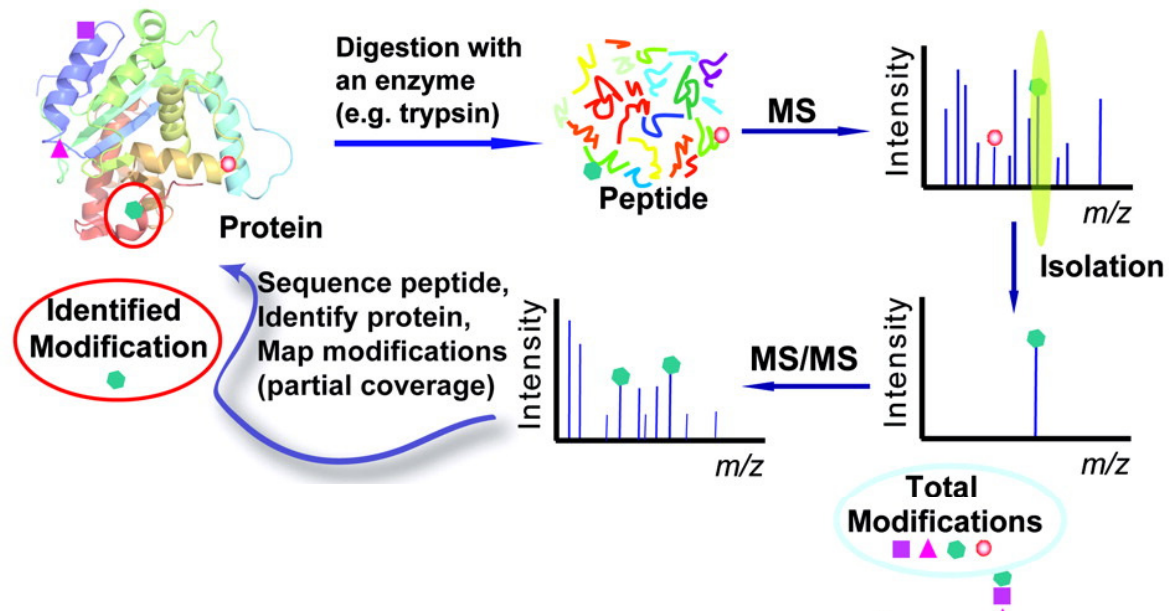 Digestion with
an enzyme
(e.g. trypsin)
Protein
Peptide
MS
Intensity
m/z
Isolation
Intensity
m/z
MS/MS
Intensity
m/z
Sequence peptide,
Identify protein,
Map modifications
(partial coverage)
Identified
Modification
Total
Modifications